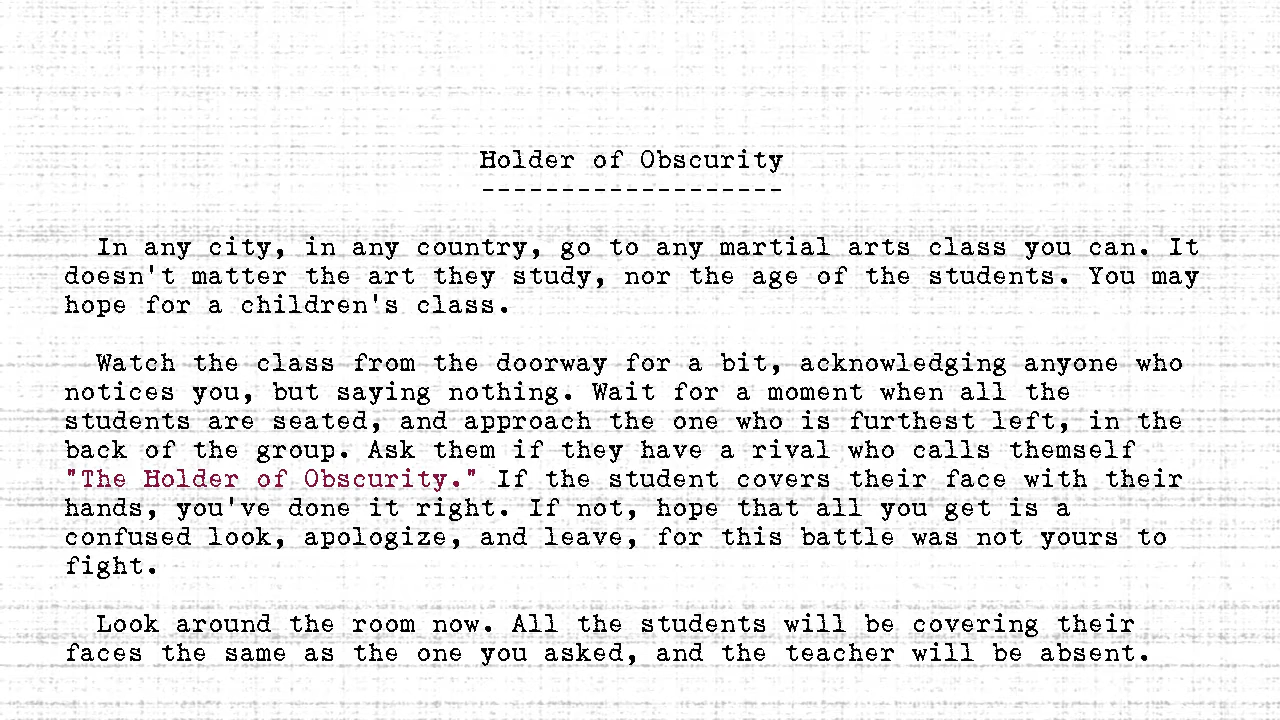 Holder of Obscurity
-------------------
In any city, in any country, go to any martial arts class you can. It
doesn't matter the art they study, nor the age of the students. You may
hope for a children's class.
Watch the class from the doorway for a bit, acknowledging anyone who
notices you, but saying nothing. Wait for a moment when all the
students are seated, and approach the one who is furthest left, in the
back of the group. Ask them if they have a rival who calls themself
"The Holder of Obscurity." If the student covers their face with their
hands, you've done it right. If not, hope that all you get is a
confused look, apologize, and leave, for this battle was not yours to
fight.
Look around the room now. All the students will be covering their
faces the same as the one you asked, and the teacher will be absent.